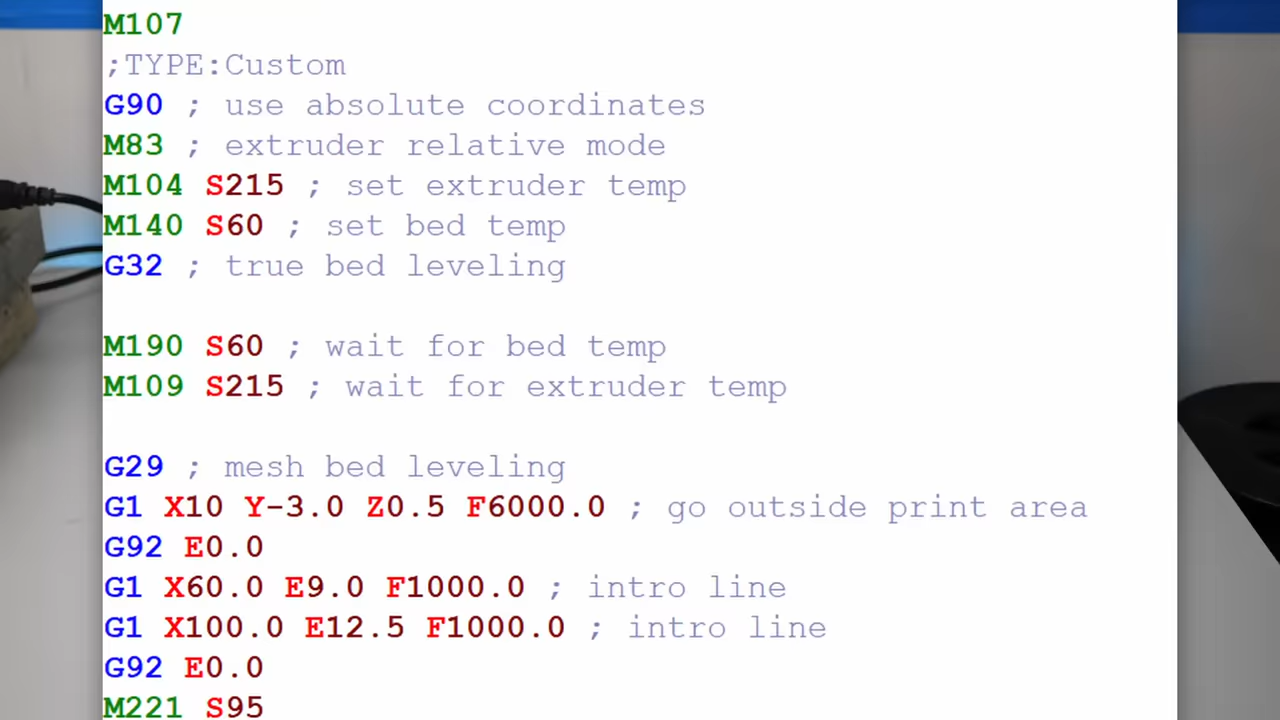 M107
;TYPE:Custom
G90 ; use absolute coordinates
M83 ; extruder relative mode
M104 S215 ; set extruder temp
M140 S60 ; set bed temp
G32 ; true bed leveling
M190 S60 ; wait for bed temp
M109 S215 ; wait for extruder temp
G29 ; mesh bed leveling
G1 X10 Y-3.0 Z0.5 F6000.0 ; go outside print area
G92 E0.0
G1 X60.0 E9.0 F1000.0 ; intro line
G1 X100.0 E12.5 F1000.0 ; intro line
G92 E0.0
M221 S95